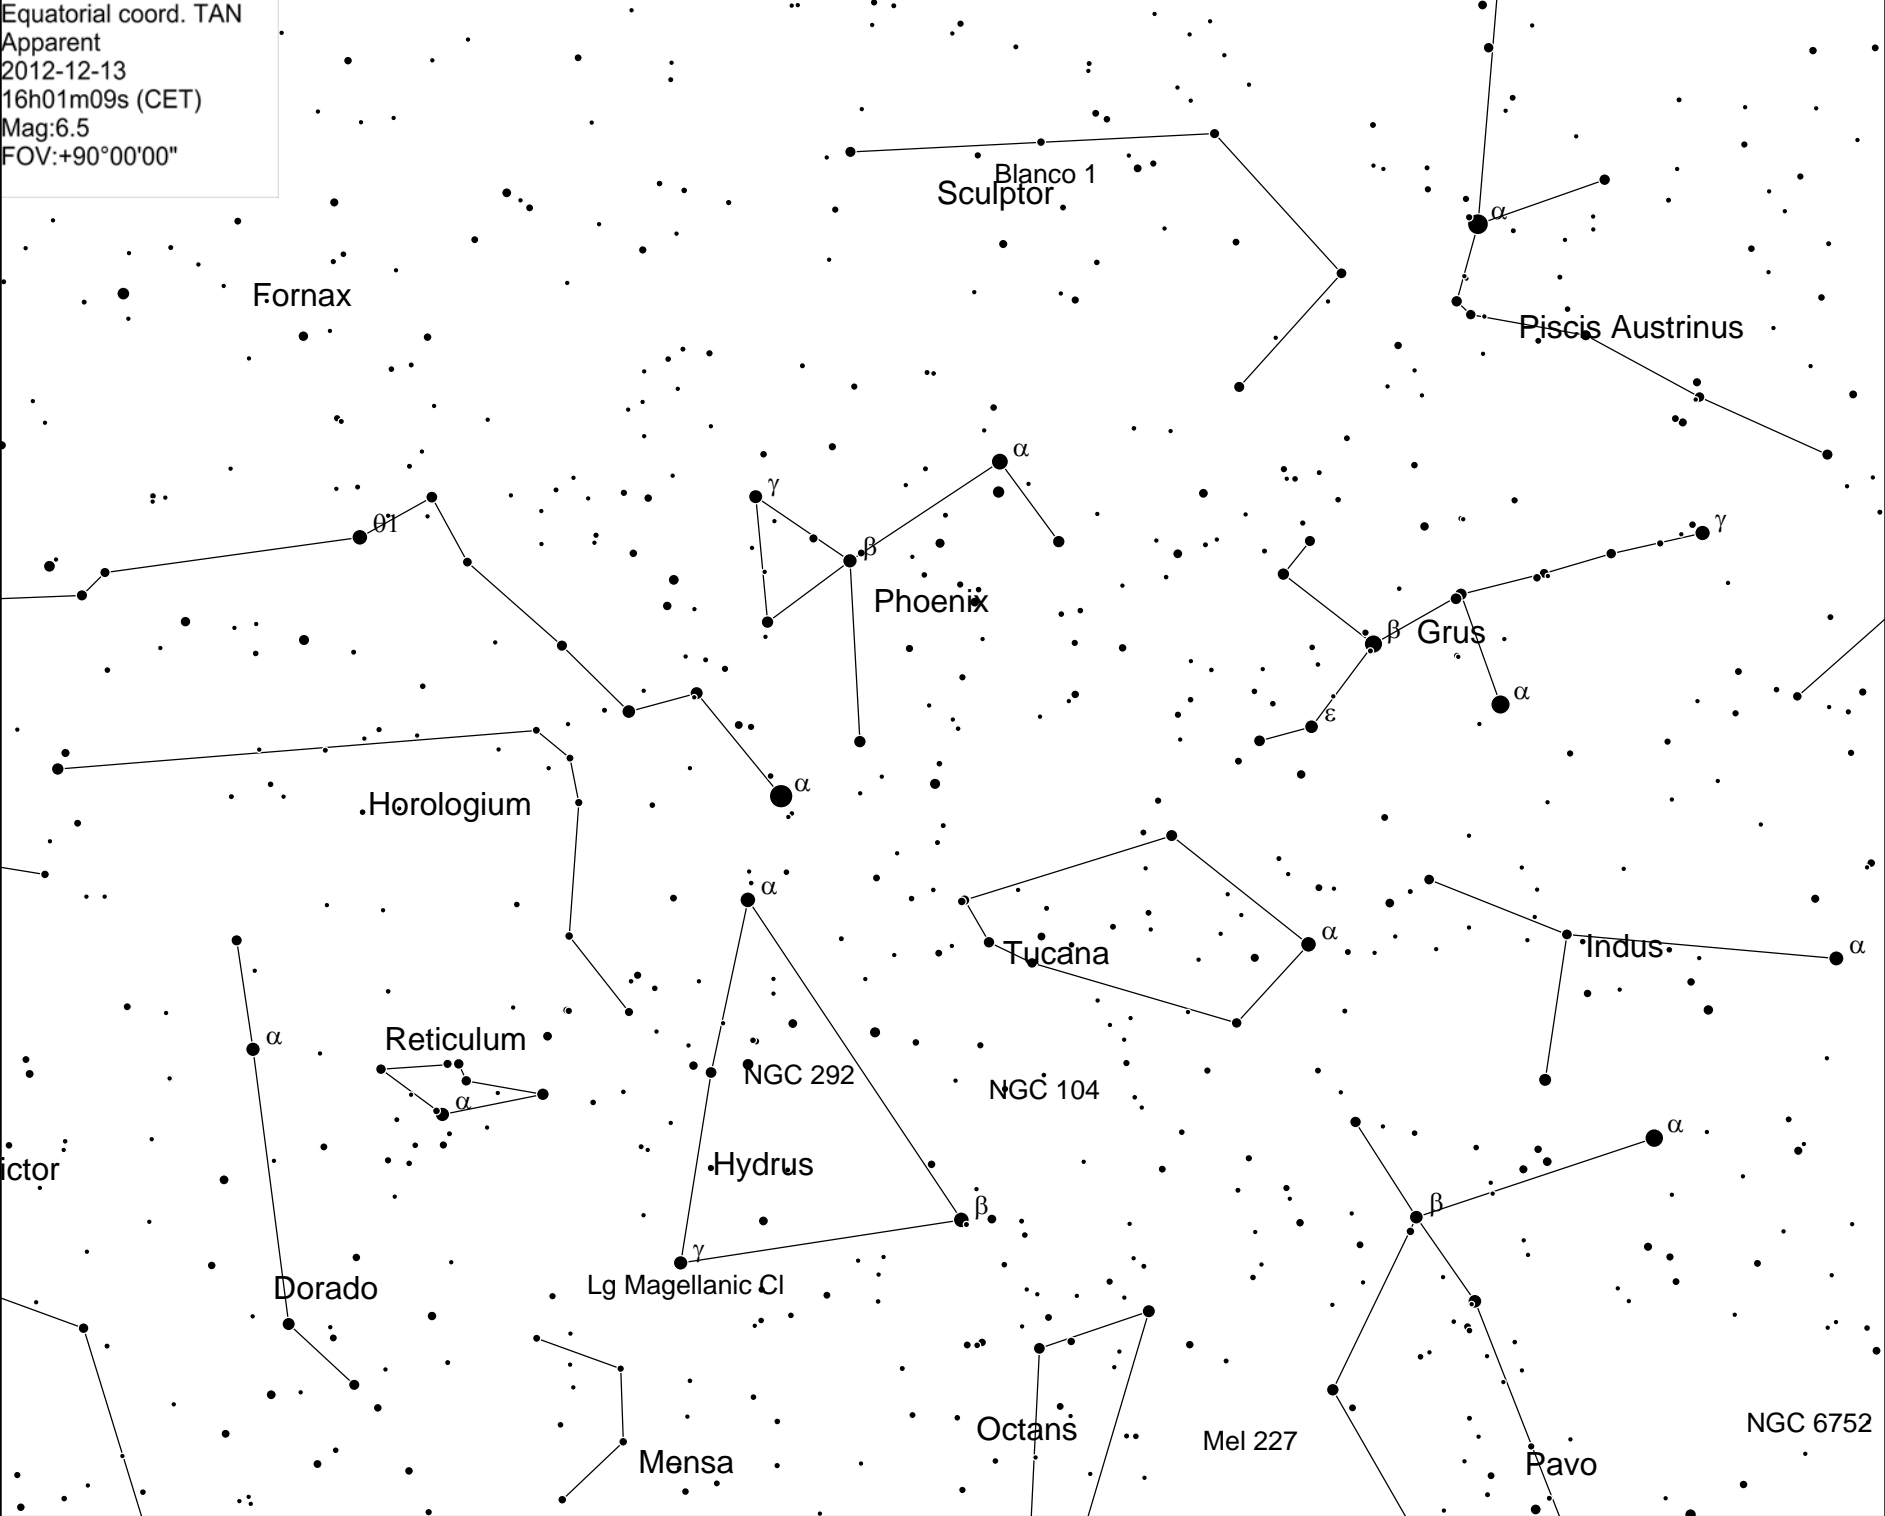 Equatorial coord. TAN
Apparent
2012-12-13
16h01m09s (CET)
Mag:6.5
FOV:+90°00'00"
Blanco 1
Sculptor
α
Fornax
Piscis Austrinus
α
γ
θ1
γ
β
Phoenix
β
Grus
α
ε
α
Horologium
α
α
Tucana
Indus
α
α
Reticulum
NGC 292
NGC 104
α
α
Hydrus
ictor
β
β
γ
Dorado
Lg Magellanic Cl
Octans
Mel 227
NGC 6752
Mensa
Pavo